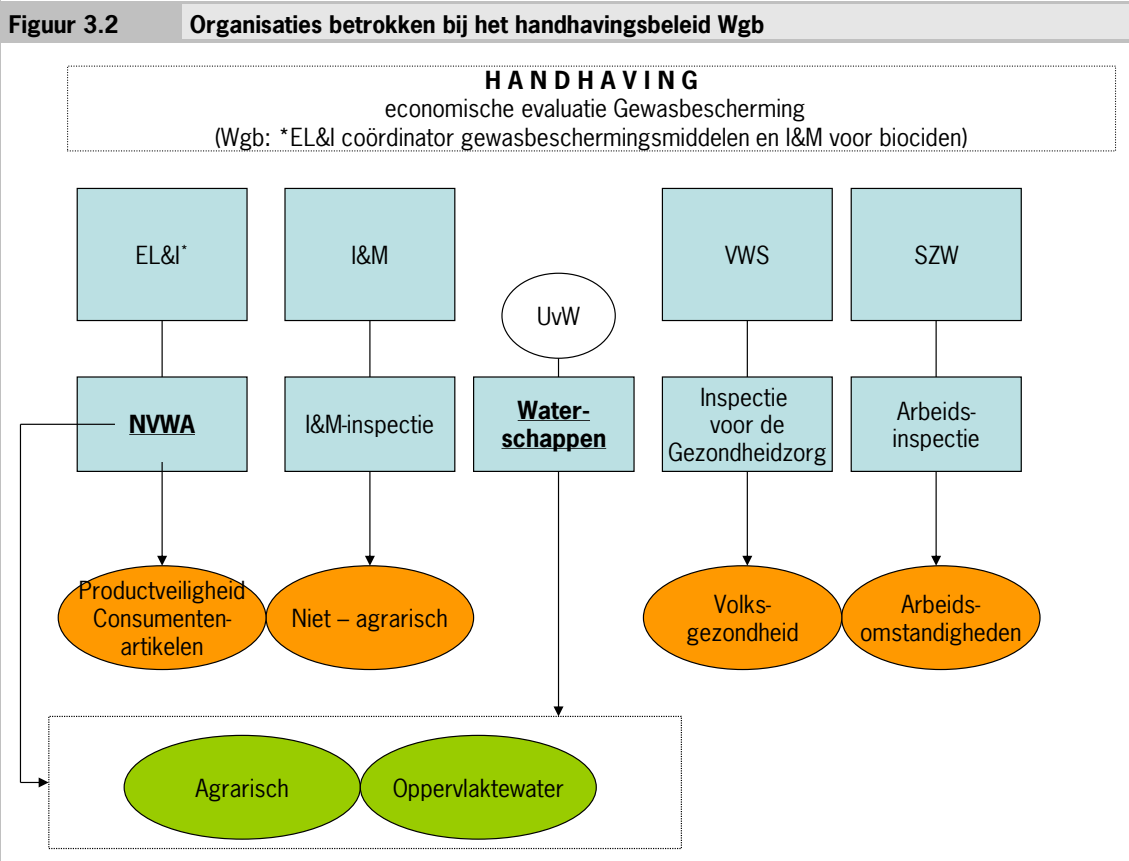 Figuur 3.2 Organisaties betrokken bij het handhavingsbeleid Wgb
H A N D H A V I N G
economische evaluatie Gewasbescherming
(Wgb: *EL&I coördinator gewasbeschermingsmiddelen en I&M voor biociden)
EL&I*
I&M
UvW
VWS
SZW
NVWA
I&M-inspectie
Water-
schappen
Inspectie
voor de
Gezondheidzorg
Arbeids-
inspectie
Productveiligheid
Consumenten-
artikelen
Niet – agrarisch
Volks-
gezondheid
Arbeids-
omstandigheden
Agrarisch
Oppervlaktewater